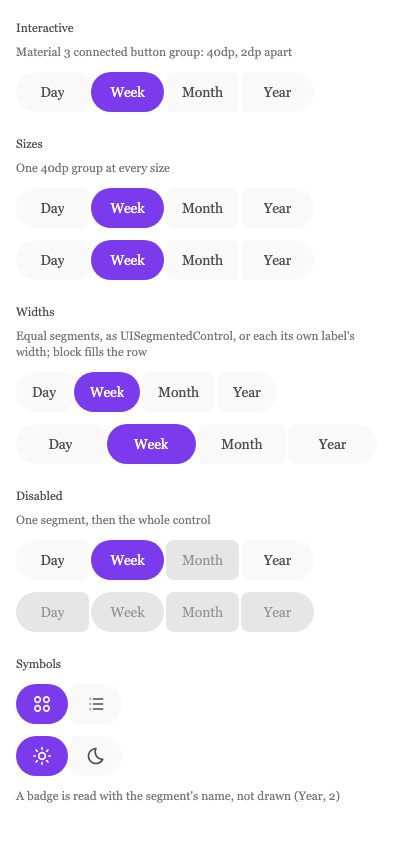 Interactive
Material 3 connected button group: 40dp, 2dp apart
Day Week Month Year
Sizes
One 40dp group at every size
Day Week Month Year
Day Week Month Year
Widths
Equal segments, as UISegmentedControl, or each its own label's
width; block fills the row
Day Week Month Year
Day Week Month Year
Disabled
One segment, then the whole control
Day Week Month Year
Day Week Month Year
Symbols
A badge is read with the segment's name, not drawn (Year, 2)